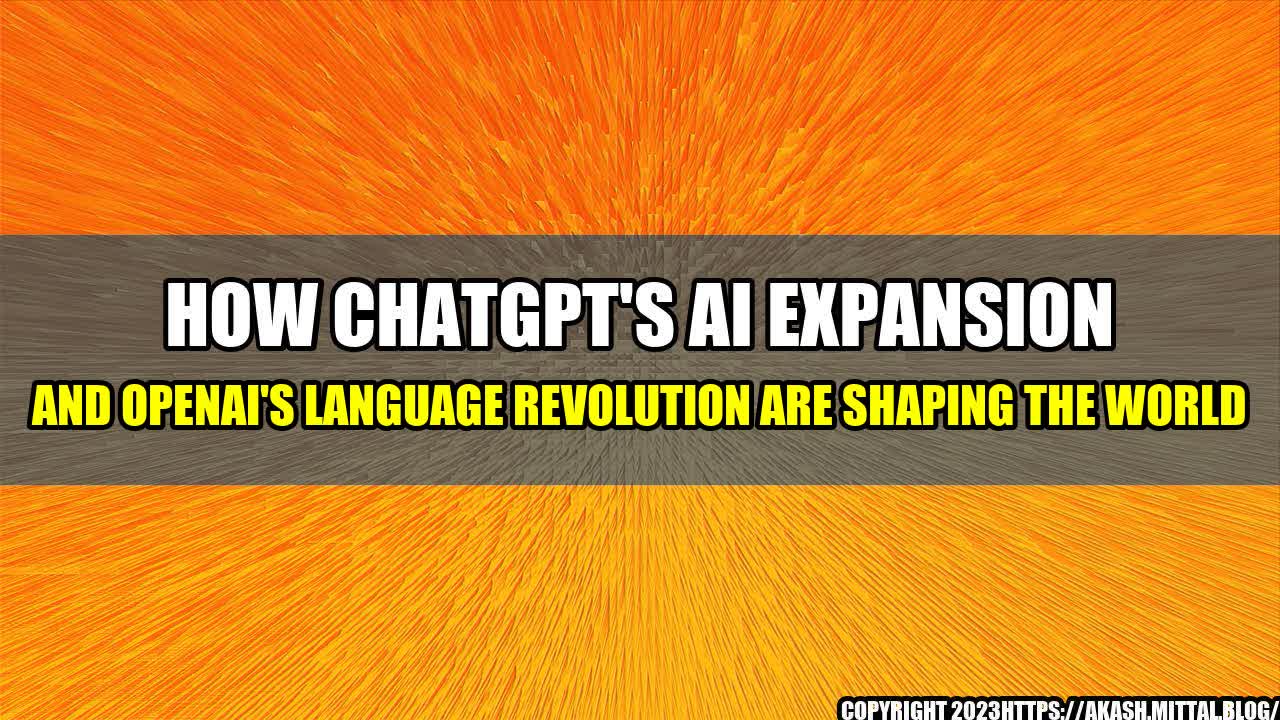 HOW CHATGPT'S AI EXPANSION
AND OPENAI'S LANGUAGE REVOLUTION ARE SHAPING THE WORLD
COPYRIGHT 2023HTTPS://AKASH.MITTAL.BLOG/